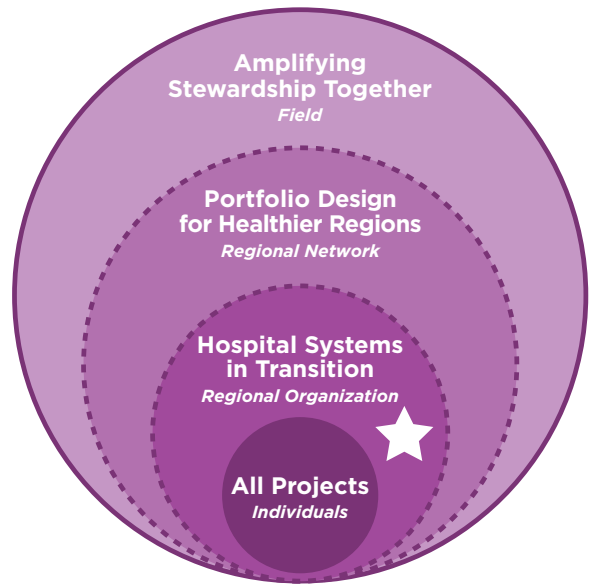 Amplifying
Stewardship Together
Field
Portfolio Design
for Healthier Regions
Regional Network
Hospital Systems
in Transition
Regional Organization
All Projects
Individuals